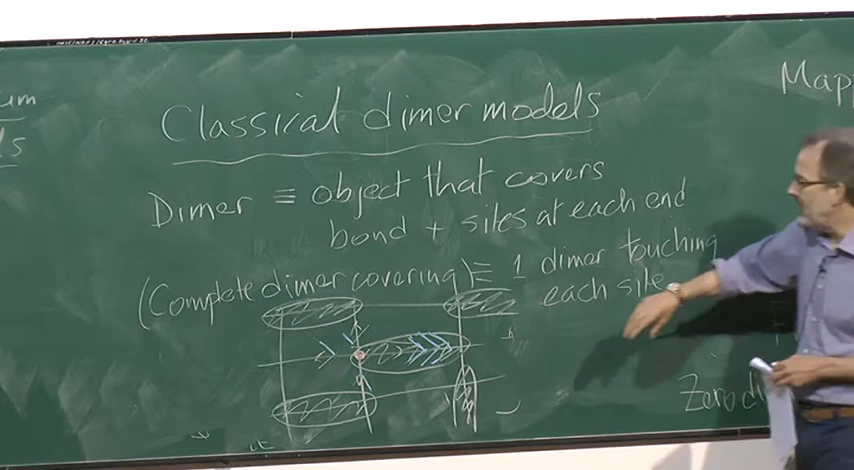 Classical dimer models
Dimer ≡ object that covers
bond + sites at each end
(Complete dimer covering) ≡ 1 dimer touching
each site
um
ls
Map
Zero di